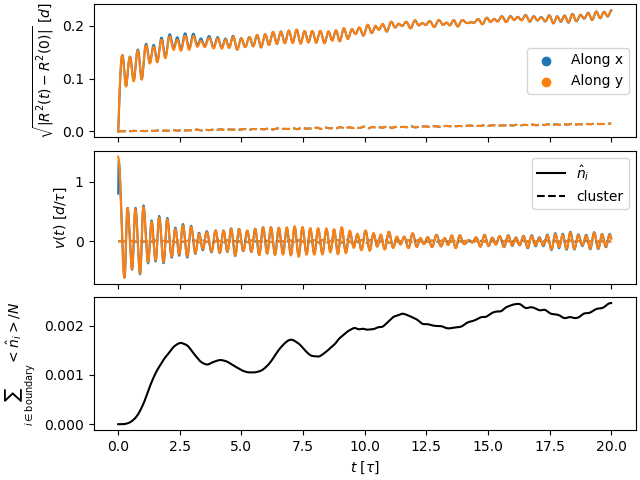 √|R²(t) − R²(0)| [d]
0.2
0.1
0.0
Along x
Along y
v(t) [d/τ]
1
0
n̂ᵢ
cluster
∑ i∈boundary < n̂ᵢ > /N
0.002
0.001
0.000
0.0 2.5 5.0 7.5 10.0 12.5 15.0 17.5 20.0
t [τ]